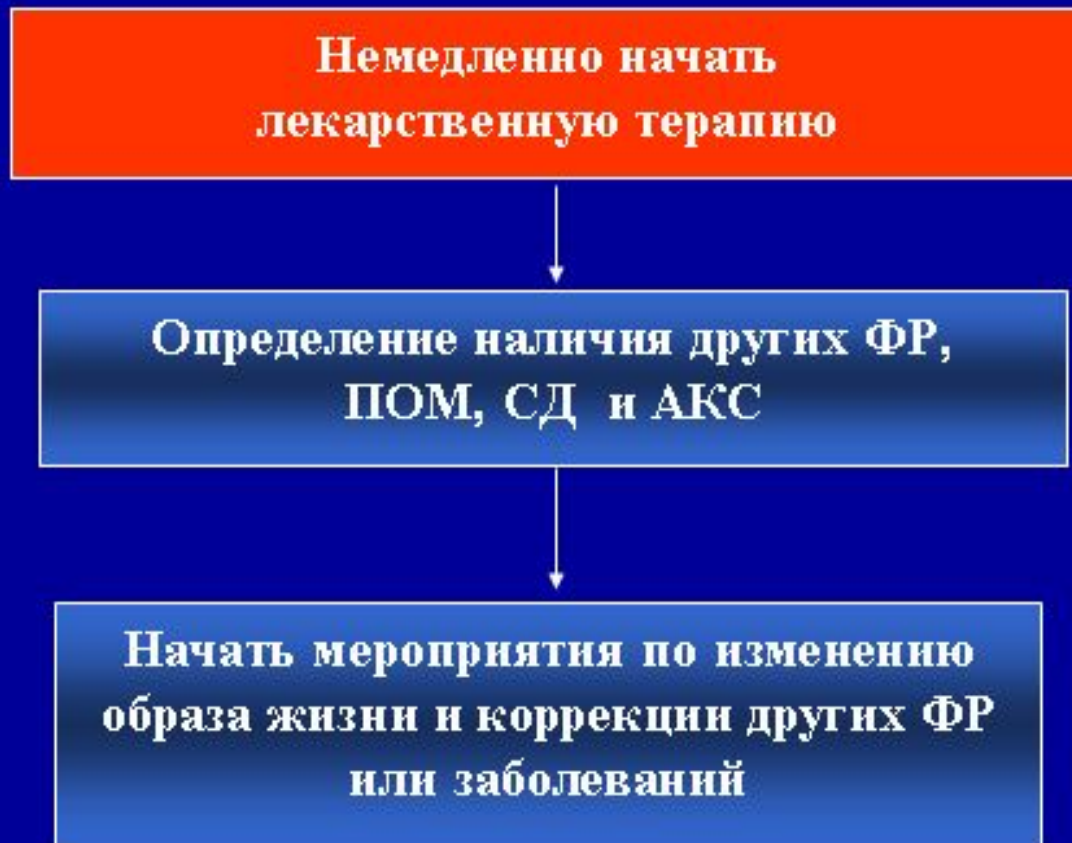 Немедленно начать
лекарственную терапию
Определение наличия других ФР,
ПОМ, СД и АКС
Начать мероприятия по изменению
образа жизни и коррекции других ФР
или заболеваний